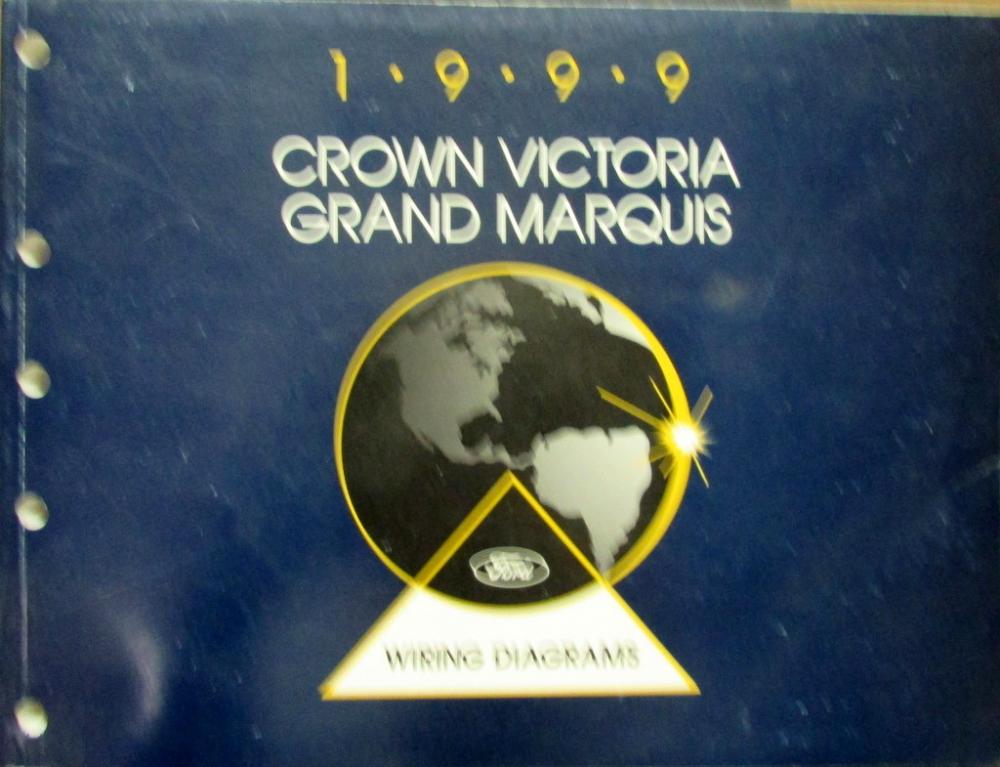 1·9·9·9
CROWN VICTORIA
GRAND MARQUIS
Ford
WIRING DIAGRAMS